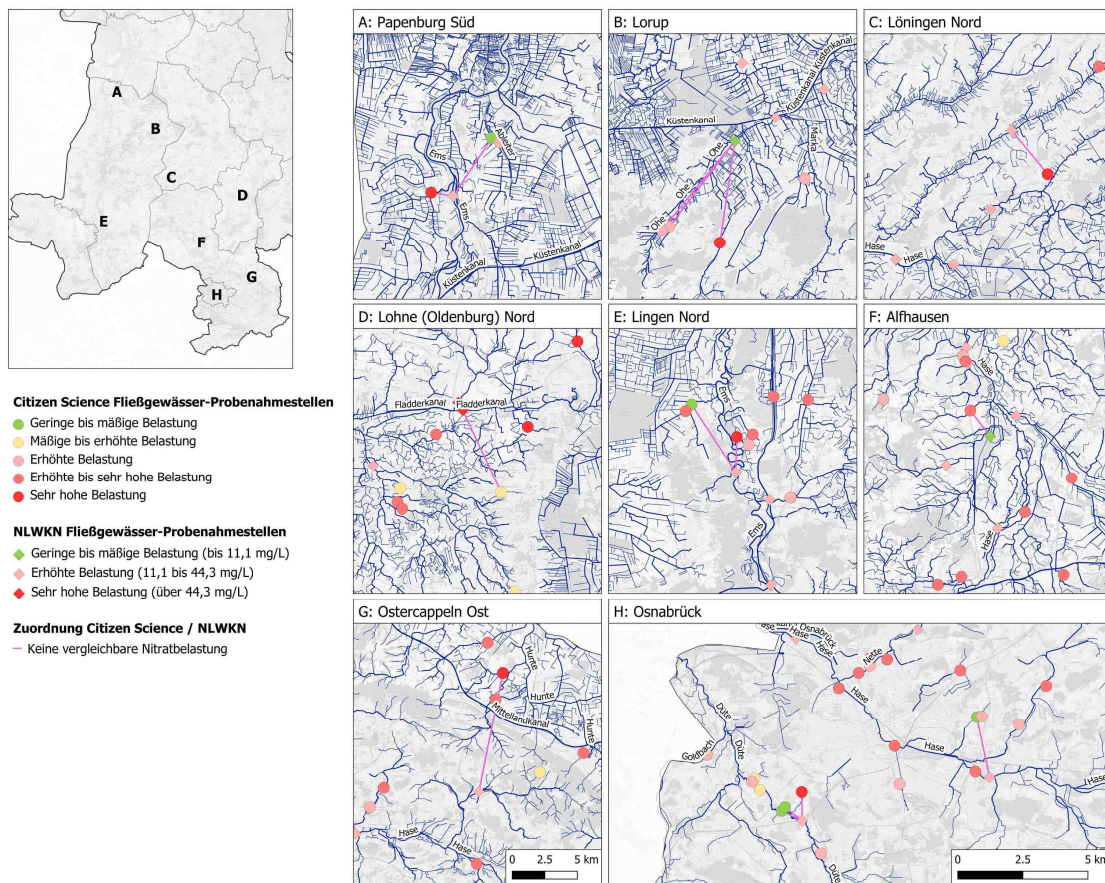 A
B
C
D
E
F
G
H
Citizen Science Fließgewässer-Probenahmestellen
Geringe bis mäßige Belastung
Mäßige bis erhöhte Belastung
Erhöhte Belastung
Erhöhte bis sehr hohe Belastung
Sehr hohe Belastung
NLWKN Fließgewässer-Probenahmestellen
Geringe bis mäßige Belastung (bis 11,1 mg/L)
Erhöhte Belastung (11,1 bis 44,3 mg/L)
Sehr hohe Belastung (über 44,3 mg/L)
Zuordnung Citizen Science / NLWKN
Keine vergleichbare Nitratbelastung
A: Papenburg Süd
Ems
Ableiter
Ems
Küstenkanal
Küstenkanal
B: Lorup
Küstenkanal
Küstenkanal
Küstenkanal
Marka
Ohe
Ohe
Ohe
C: Löningen Nord
Hase
Hase
D: Lohne (Oldenburg) Nord
Fladderkanal
Fladderkanal
E: Lingen Nord
Ems
Ems
F: Alfhausen
Hase
Hase
G: Ostercappeln Ost
Hunte
Hunte
Mittellandkanal
Hunte
Hase
Hase
0 2.5 5 km
H: Osnabrück
Hase
Osnabrück
Hase
Hase
Nette
Hase
Düte
Düte
Goldbach
Hase
Hase
Düte
0 2.5 5 km